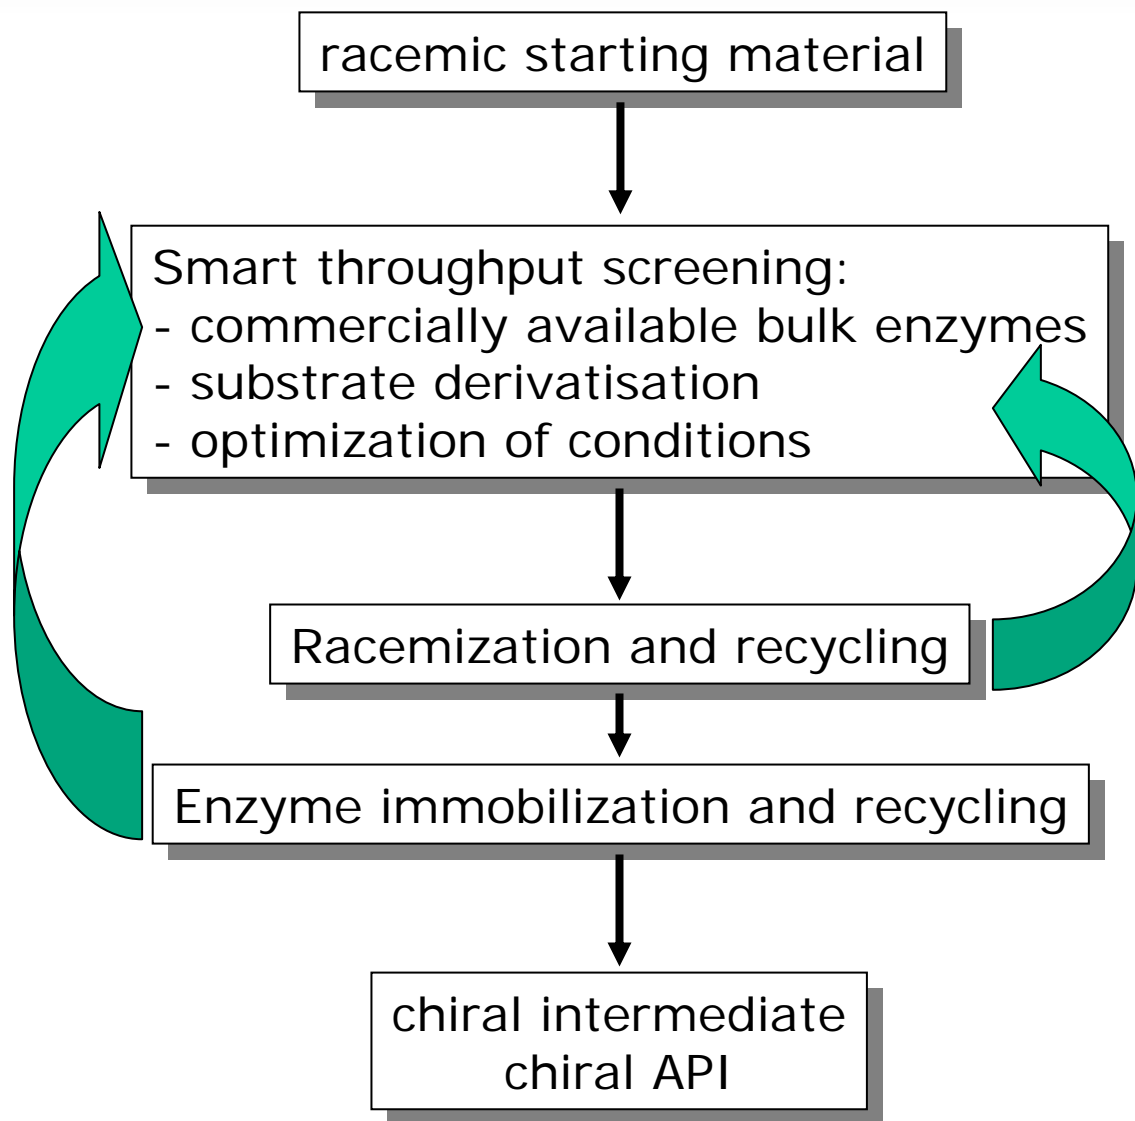 racemic starting material
Smart throughput screening:
- commercially available bulk enzymes
- substrate derivatisation
- optimization of conditions
Racemization and recycling
Enzyme immobilization and recycling
chiral intermediate
chiral API